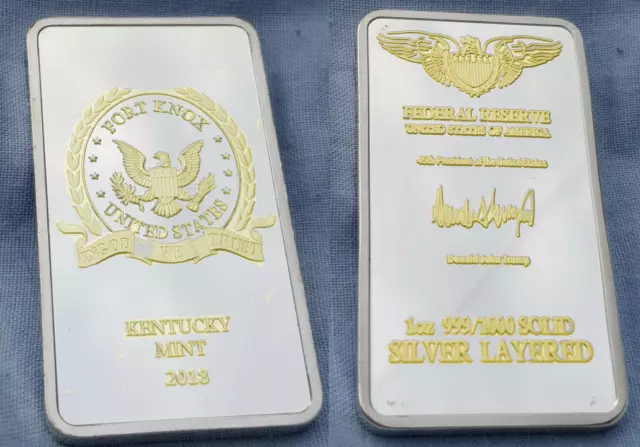 FORT KNOX
UNITED STATES
IN GOD WE TRUST
KENTUCKY
MINT
2018
FEDERAL RESERVE
UNITED STATES OF AMERICA
45th President of the United States
Donald John Trump
1oz 999/1000 SOLID
SILVER LAYERED